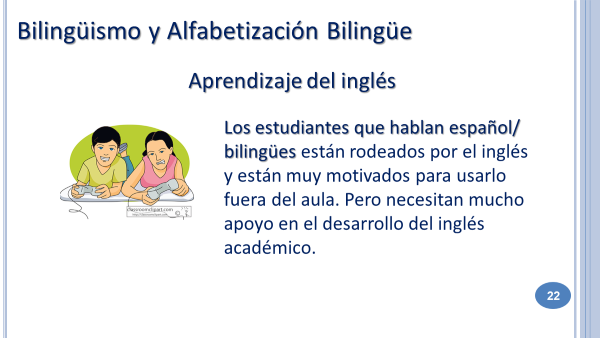 Bilingüismo y Alfabetización Bilingüe
Aprendizaje del inglés
Los estudiantes que hablan español/
bilingües están rodeados por el inglés
y están muy motivados para usarlo
fuera del aula. Pero necesitan mucho
apoyo en el desarrollo del inglés
académico.
22